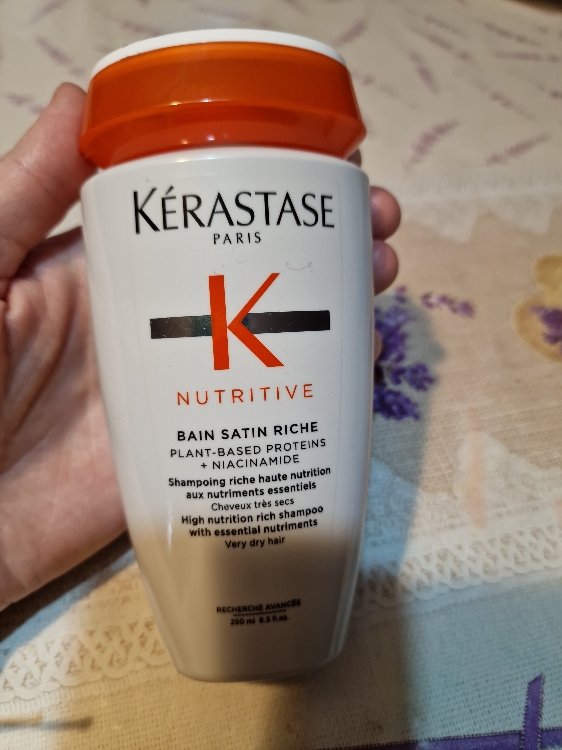 KÉRASTASE
PARIS
K
NUTRITIVE
BAIN SATIN RICHE
PLANT-BASED PROTEINS
+ NIACINAMIDE
Shampoing riche haute nutrition
aux nutriments essentiels
Cheveux très secs
High nutrition rich shampoo
with essential nutriments
Very dry hair
RECHERCHE AVANCÉE
250 ml 8.5 fl.oz.